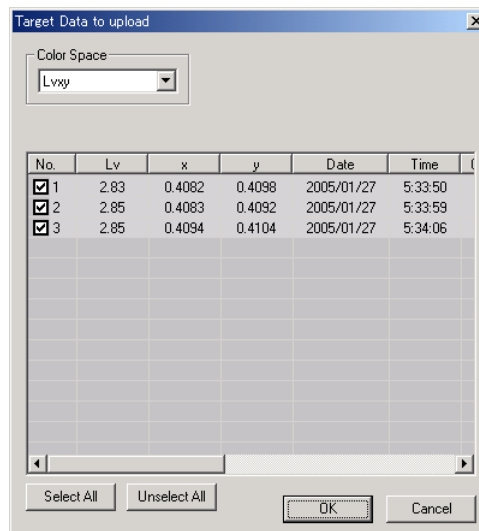 Target Data to upload
Color Space
Lvxy
No. Lv x y Date Time
1 2.83 0.4082 0.4098 2005/01/27 5:33:50
2 2.85 0.4083 0.4092 2005/01/27 5:33:59
3 2.85 0.4094 0.4104 2005/01/27 5:34:06
Select All Unselect All OK Cancel